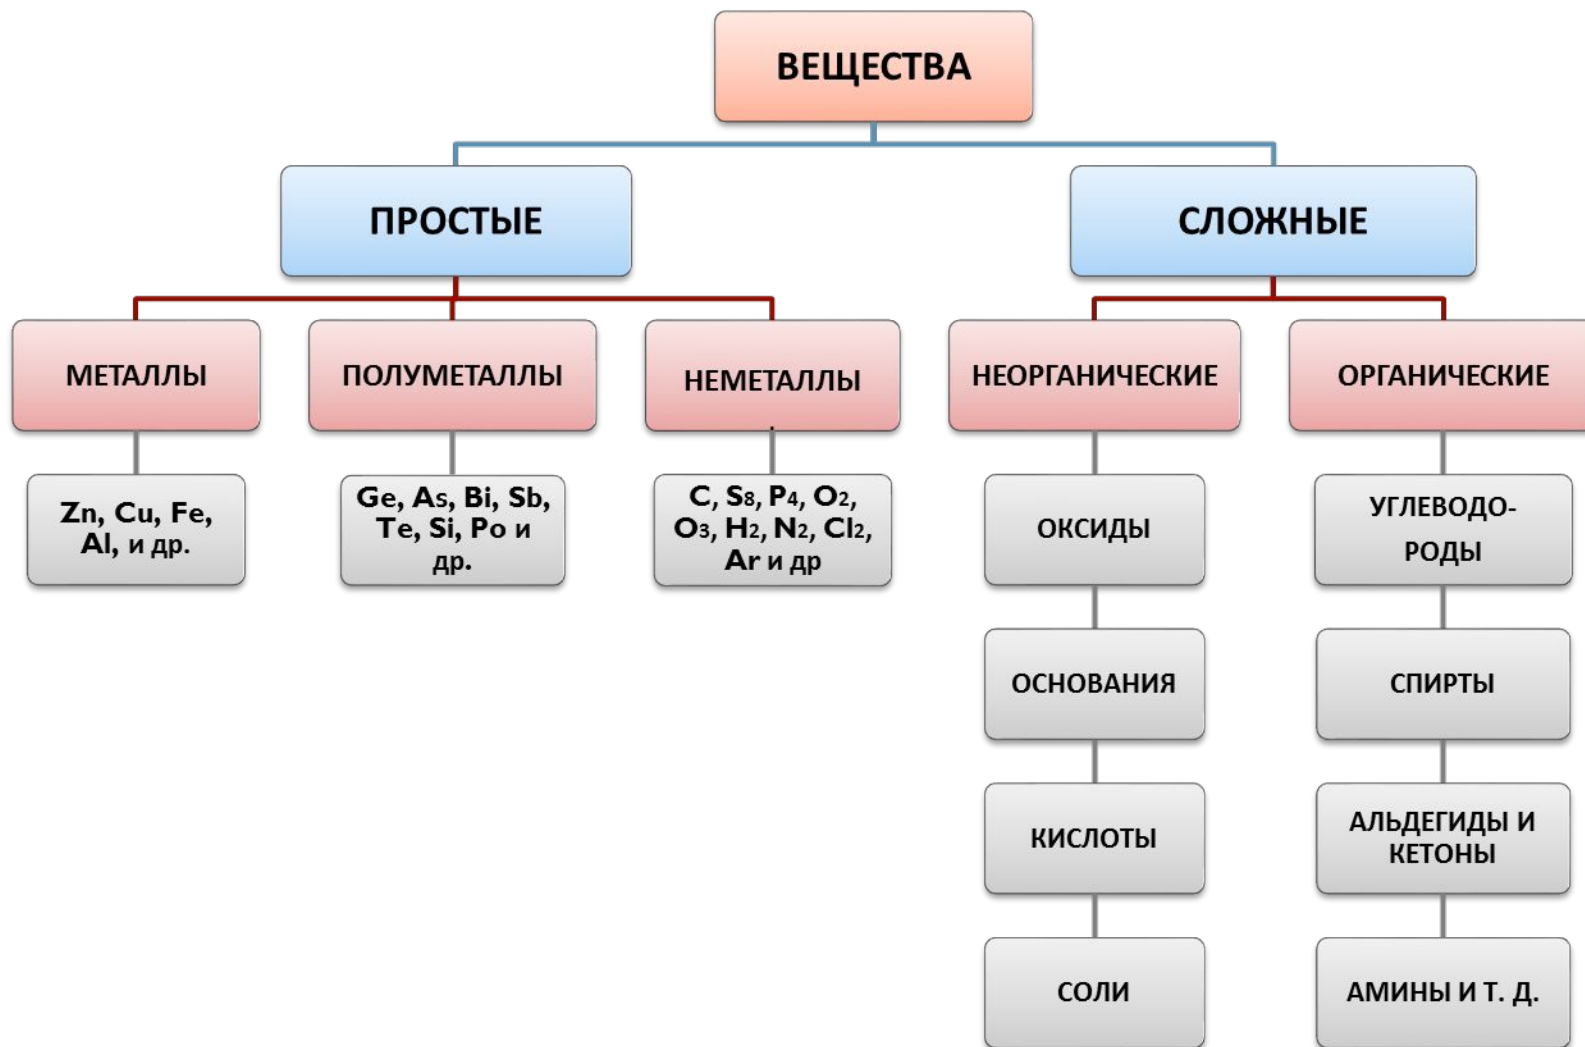 ВЕЩЕСТВА
ПРОСТЫЕ
СЛОЖНЫЕ
МЕТАЛЛЫ
ПОЛУМЕТАЛЛЫ
НЕМЕТАЛЛЫ
НЕОРГАНИЧЕСКИЕ
ОРГАНИЧЕСКИЕ
Zn, Cu, Fe,
Al, и др.
Ge, As, Bi, Sb,
Te, Si, Po и
др.
C, S8, P4, O2,
O3, H2, N2, Cl2,
Ar и др
ОКСИДЫ
УГЛЕВОДО-
РОДЫ
ОСНОВАНИЯ
СПИРТЫ
КИСЛОТЫ
АЛЬДЕГИДЫ И
КЕТОНЫ
СОЛИ
АМИНЫ И Т. Д.